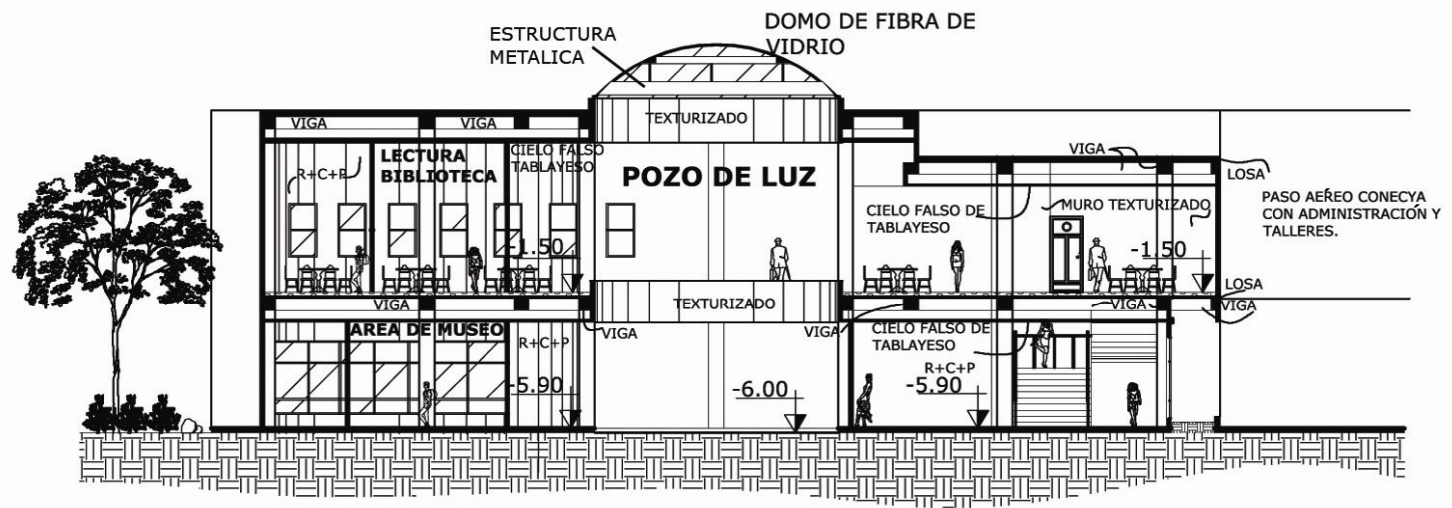 ESTRUCTURA
METALICA
DOMO DE FIBRA DE
VIDRIO
TEXTURIZADO
VIGA
VIGA
LECTURA
BIBLIOTECA
CIELO FALSO
TABLAYESO
R+C+P
POZO DE LUZ
VIGA
LOSA
CIELO FALSO DE
TABLAYESO
MURO TEXTURIZADO
PASO AÉREO CONECYA
CON ADMINISTRACIÓN Y
TALLERES.
-1.50
-1.50
LOSA
VIGA
TEXTURIZADO
VIGA
VIGA
AREA DE MUSEO
R+C+P
VIGA
VIGA
CIELO FALSO DE
TABLAYESO
R+C+P
-5.90
-6.00
-5.90